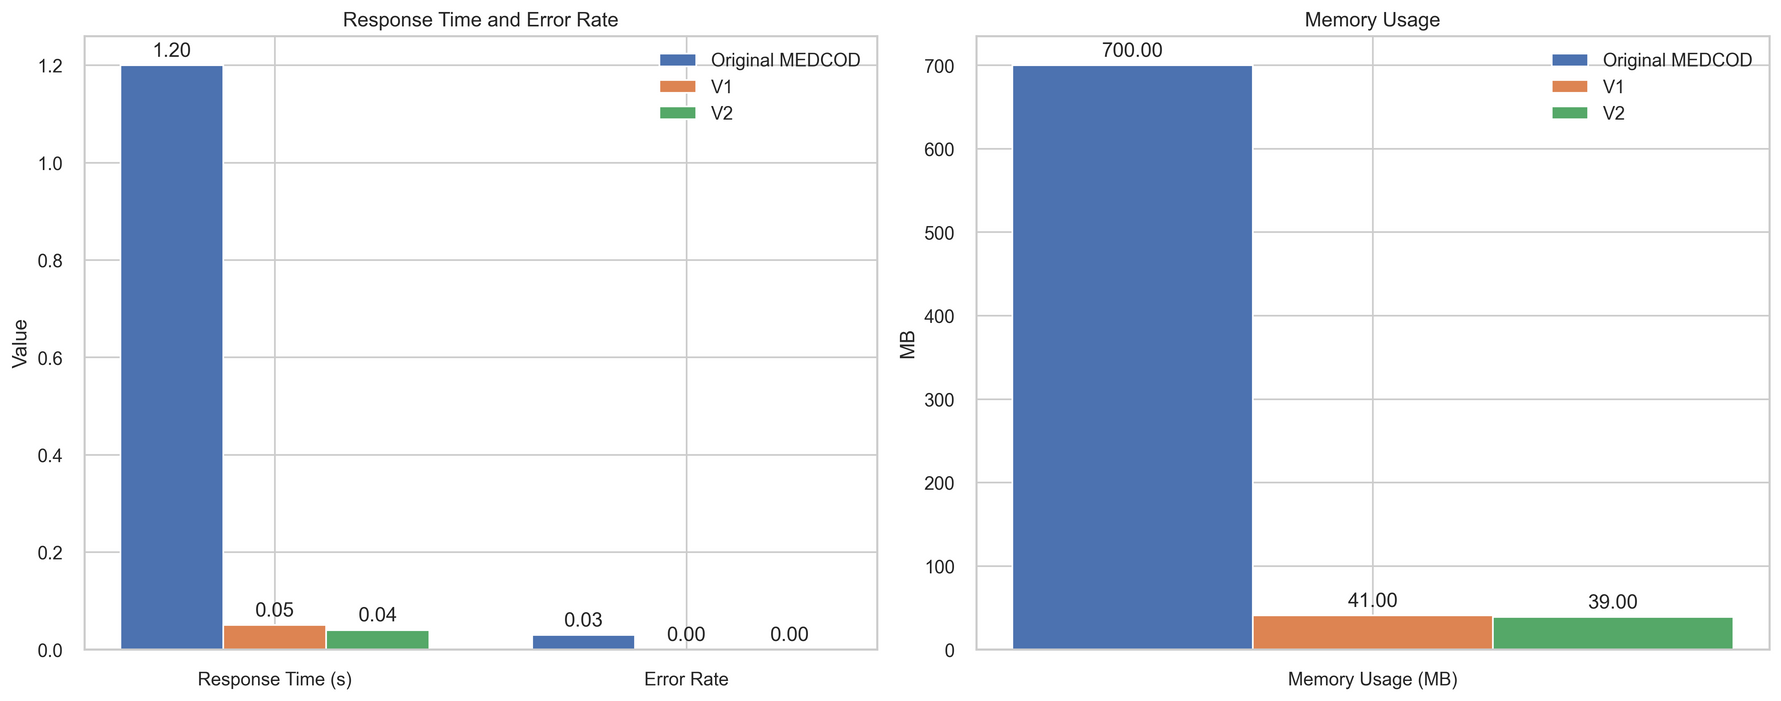 Response Time and Error Rate
1.20
Original MEDCOD
V1
V2
1.2
1.0
0.8
0.6
0.4
0.2
0.0
Value
0.05
0.04
0.03
0.00
0.00
Response Time (s)
Error Rate
Memory Usage
700.00
Original MEDCOD
V1
V2
700
600
500
400
300
200
100
0
MB
41.00
39.00
Memory Usage (MB)